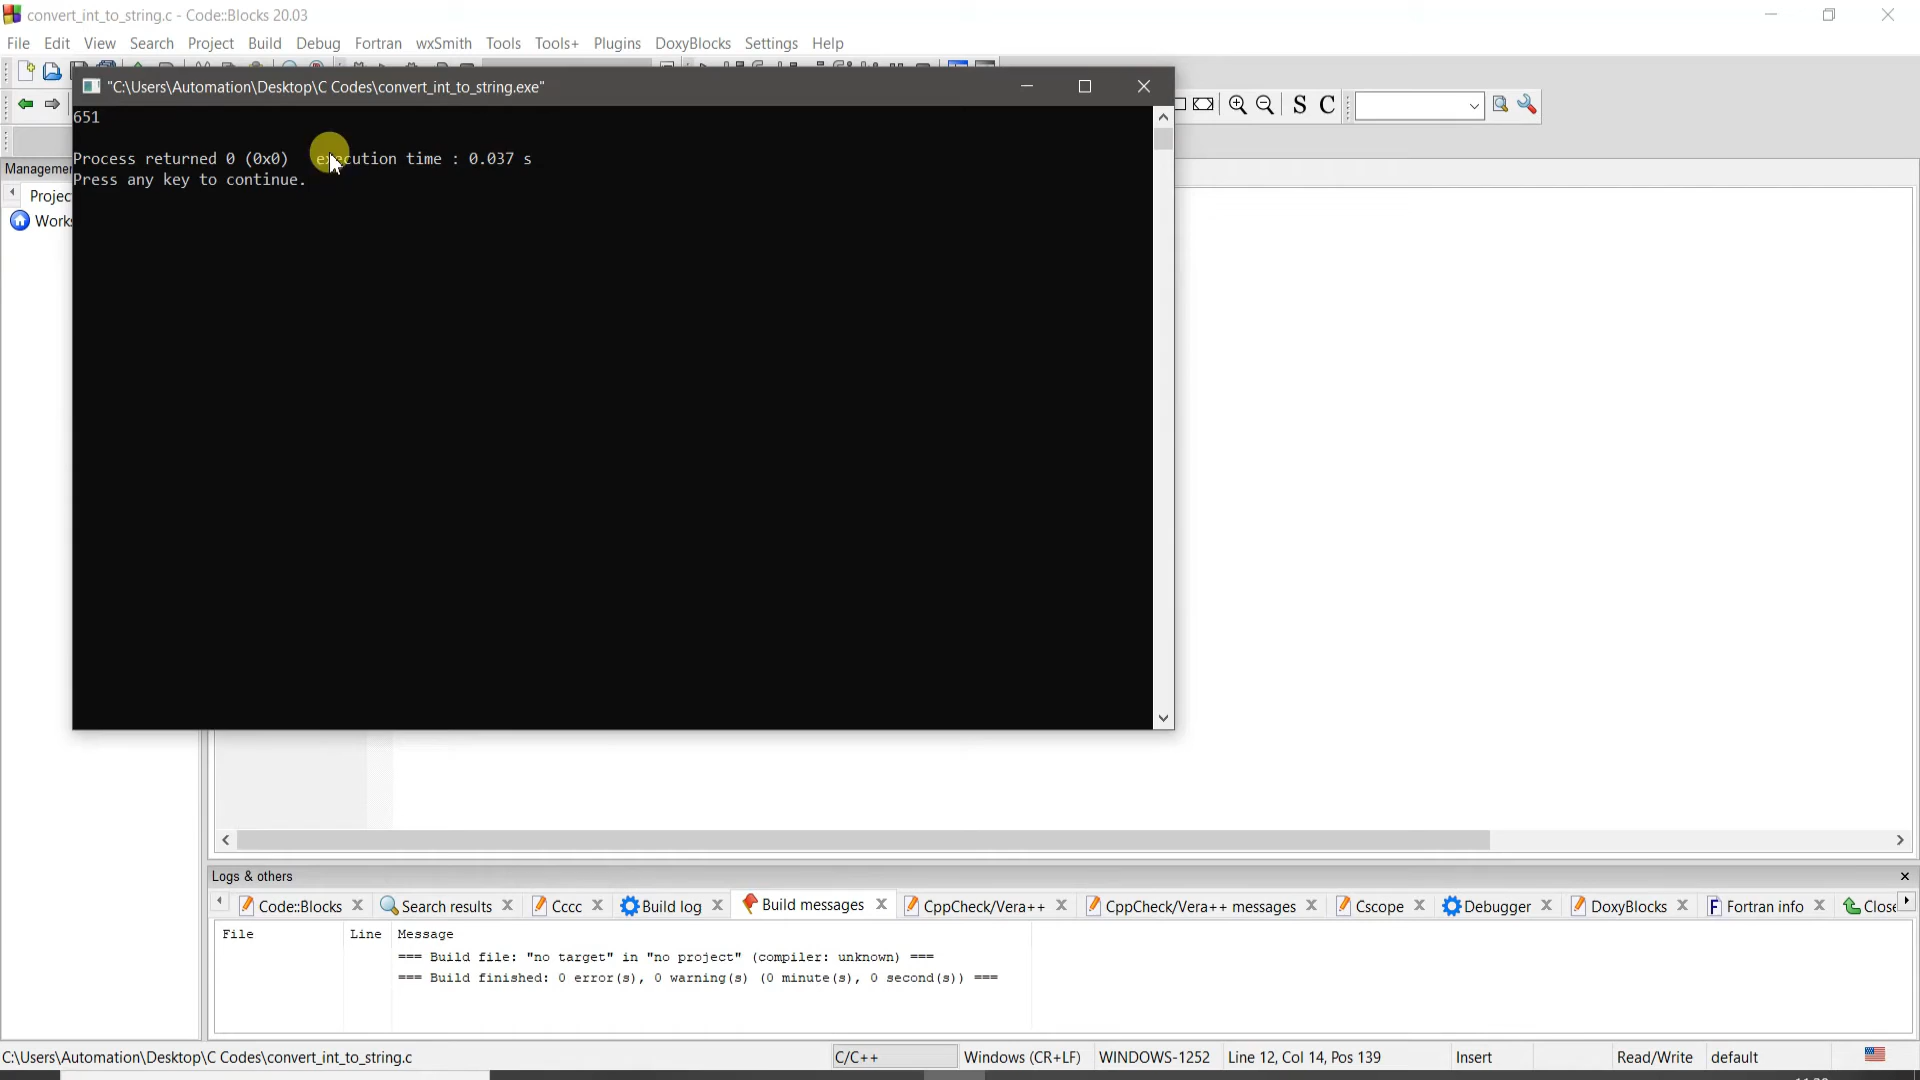 convert_int_to_string.c - Code::Blocks 20.03
File Edit View Search Project Build Debug Fortran wxSmith Tools Tools+ Plugins DoxyBlocks Settings Help
"C:\Users\Automation\Desktop\C Codes\convert_int_to_string.exe"
S C
651
Process returned 0 (0x0) execution time : 0.037 s
Press any key to continue.
Logs & others
Code::Blocks Search results Cccc Build log Build messages CppCheck/Vera++ CppCheck/Vera++ messages Cscope Debugger DoxyBlocks Fortran info
File Line Message
=== Build file: "no target" in "no project" (compiler: unknown) ===
=== Build finished: 0 error(s), 0 warning(s) (0 minute(s), 0 second(s)) ===
C:\Users\Automation\Desktop\C Codes\convert_int_to_string.c C/C++ Windows (CR+LF) WINDOWS-1252 Line 12, Col 14, Pos 139 Insert Read/Write default